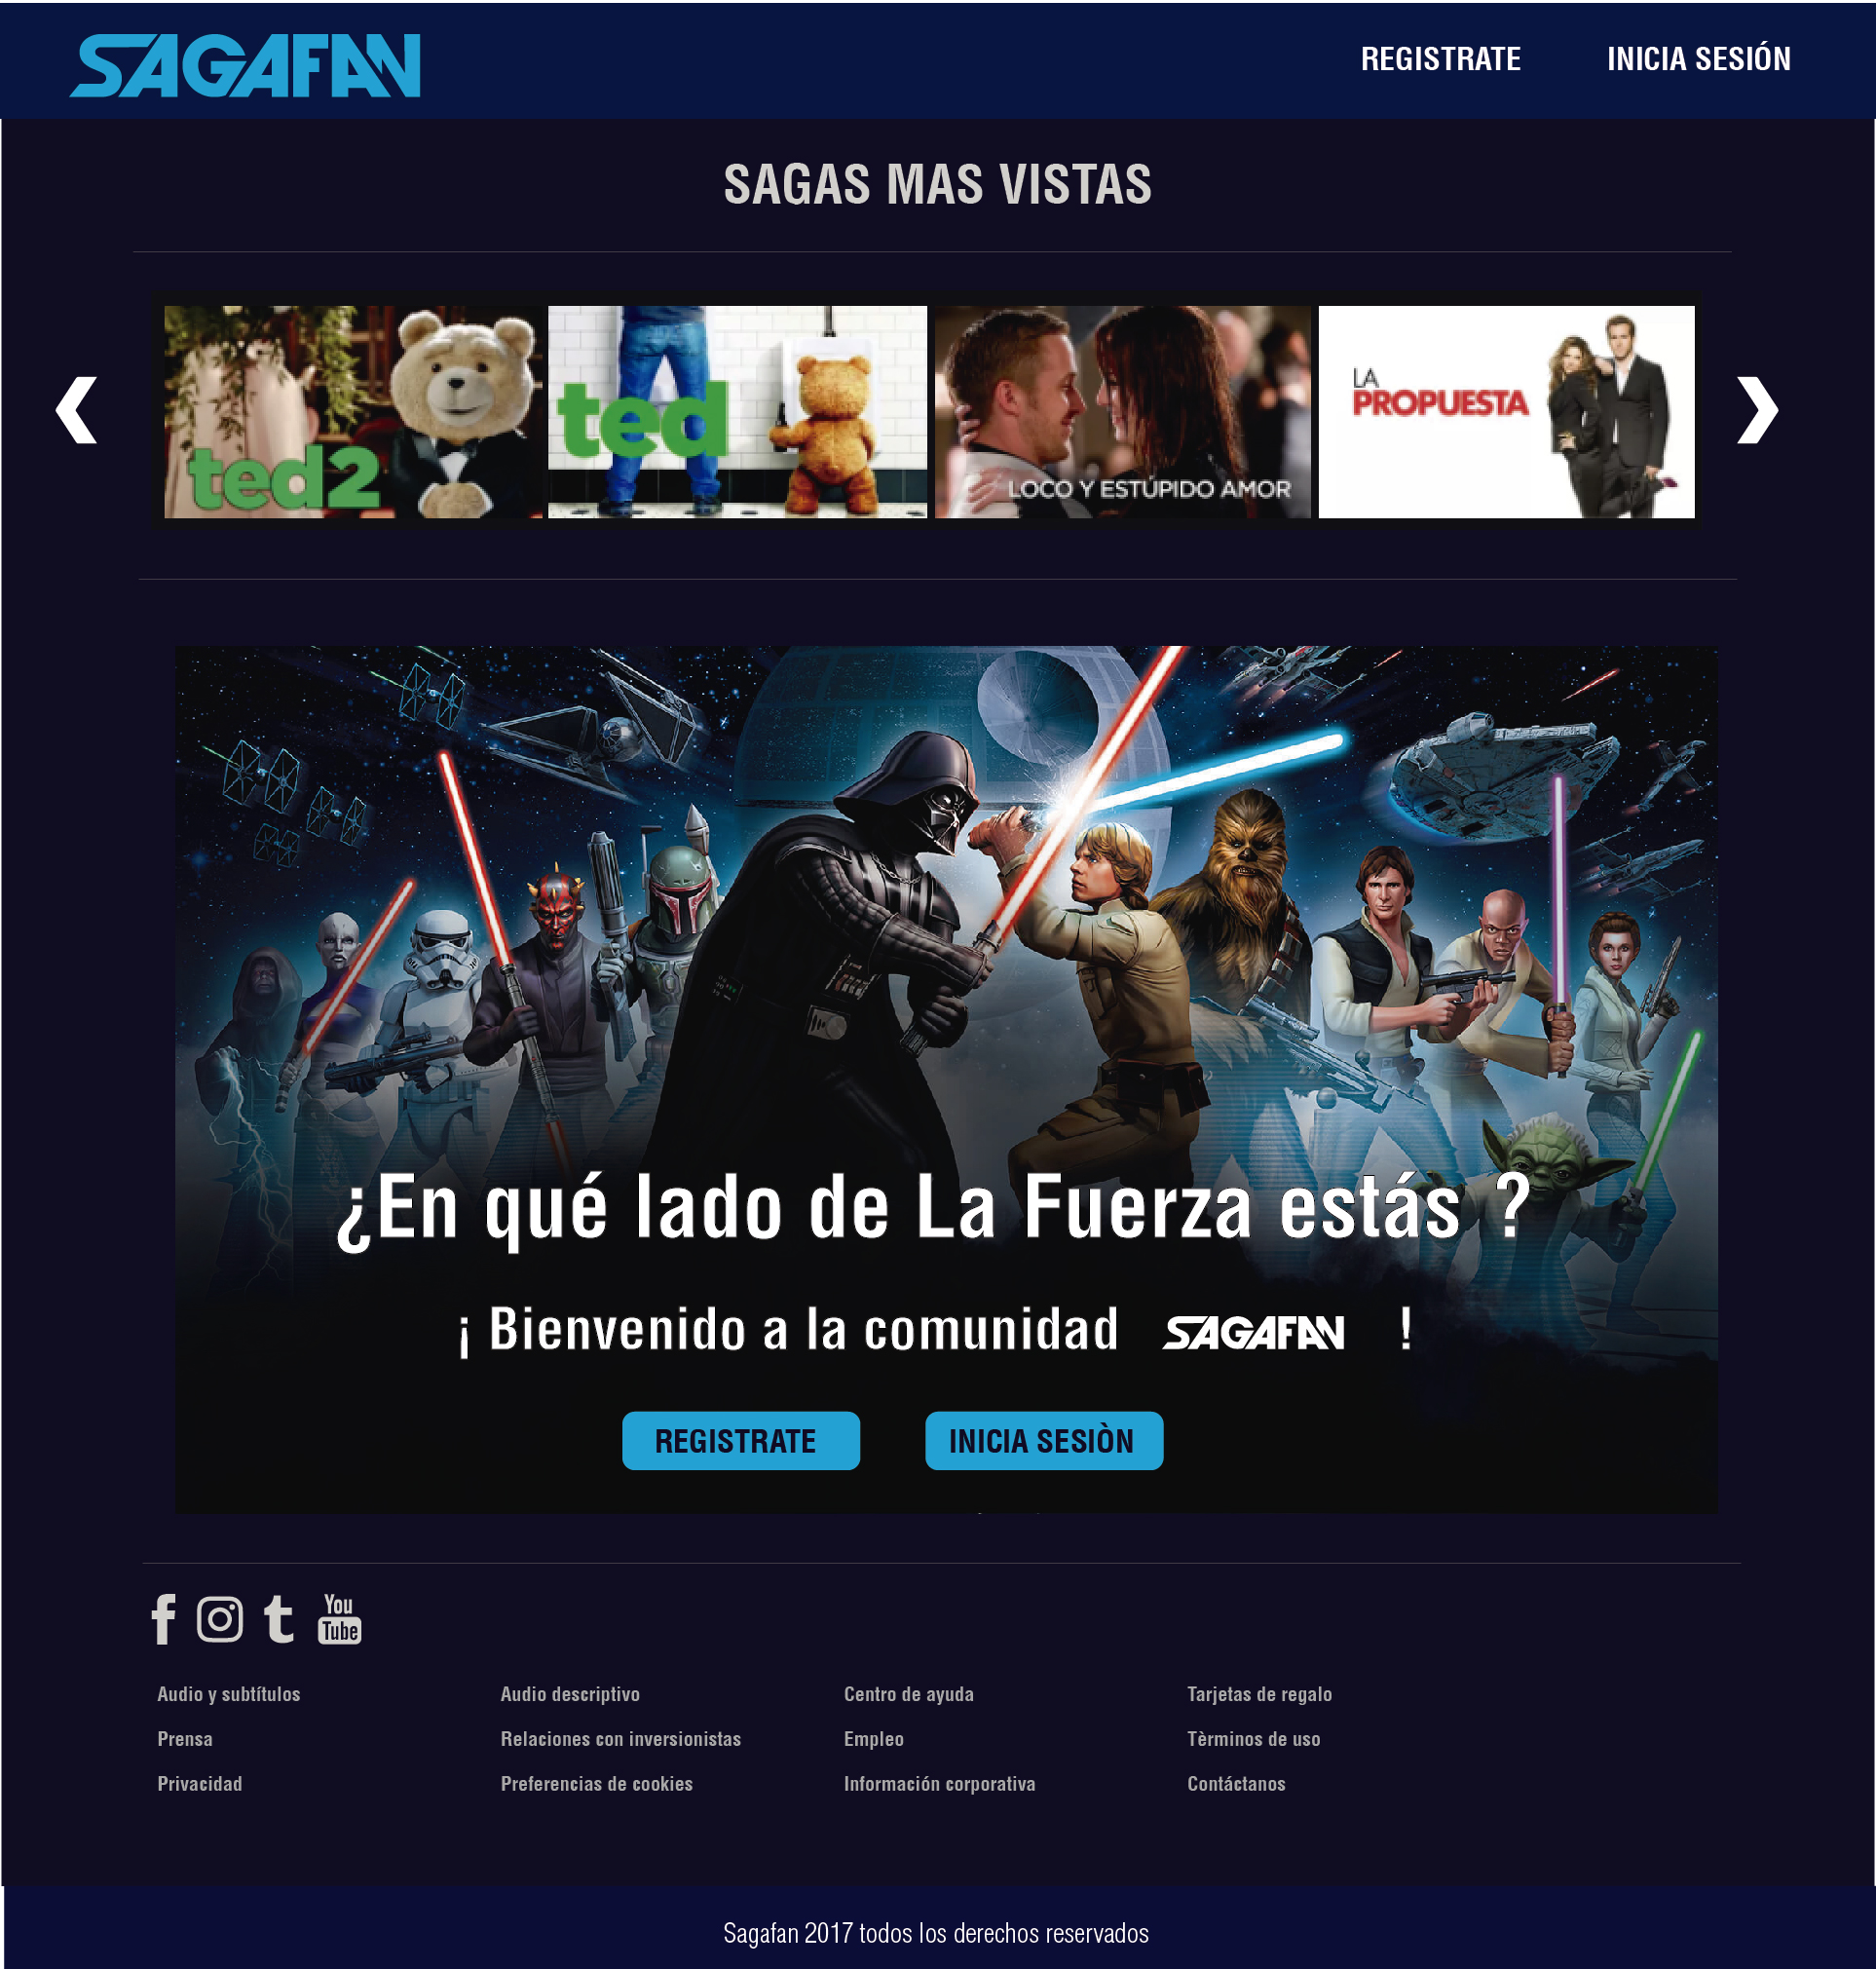 SAGAFAN
REGISTRATE INICIA SESIÓN
SAGAS MAS VISTAS
ted2
ted
LOCO Y ESTÚPIDO AMOR
LA
PROPUESTA
¿En qué lado de La Fuerza estás ?
¡ Bienvenido a la comunidad SAGAFAN !
REGISTRATE INICIA SESIÒN
f t You
Tube
Audio y subtítulos Audio descriptivo Centro de ayuda Tarjetas de regalo
Prensa Relaciones con inversionistas Empleo Tèrminos de uso
Privacidad Preferencias de cookies Información corporativa Contáctanos
Sagafan 2017 todos los derechos reservados